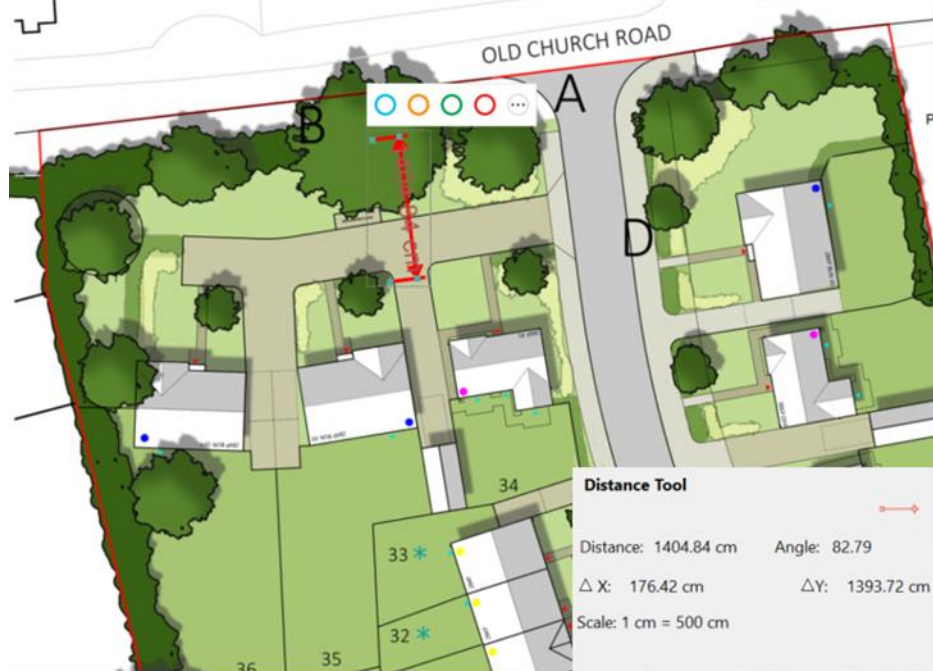 OLD CHURCH ROAD
A
B
D
34
33 *
32 *
35
36
Distance Tool
Distance: 1404.84 cm Angle: 82.79
△ X: 176.42 cm △Y: 1393.72 cm
Scale: 1 cm = 500 cm